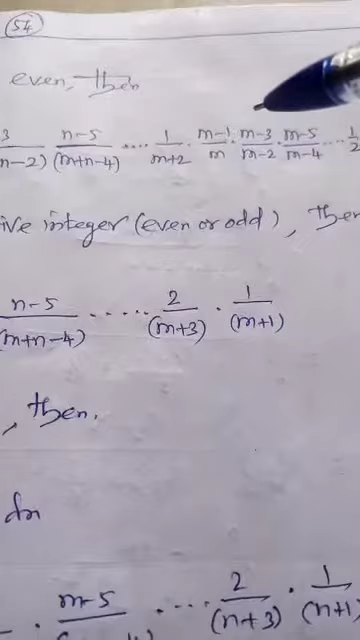 54
even, then
3/(n-2) n-5/(m+n-4) .... 1/m+2 . m-1/m . m-3/m-2 . m-5/m-4 ... 1/2
ive integer (even or odd), then
n-5/(m+n-4) ..... 2/(m+3) . 1/(m+1)
, then.
dn
. m-5 .... 2/(n+3) . 1/(n+1)